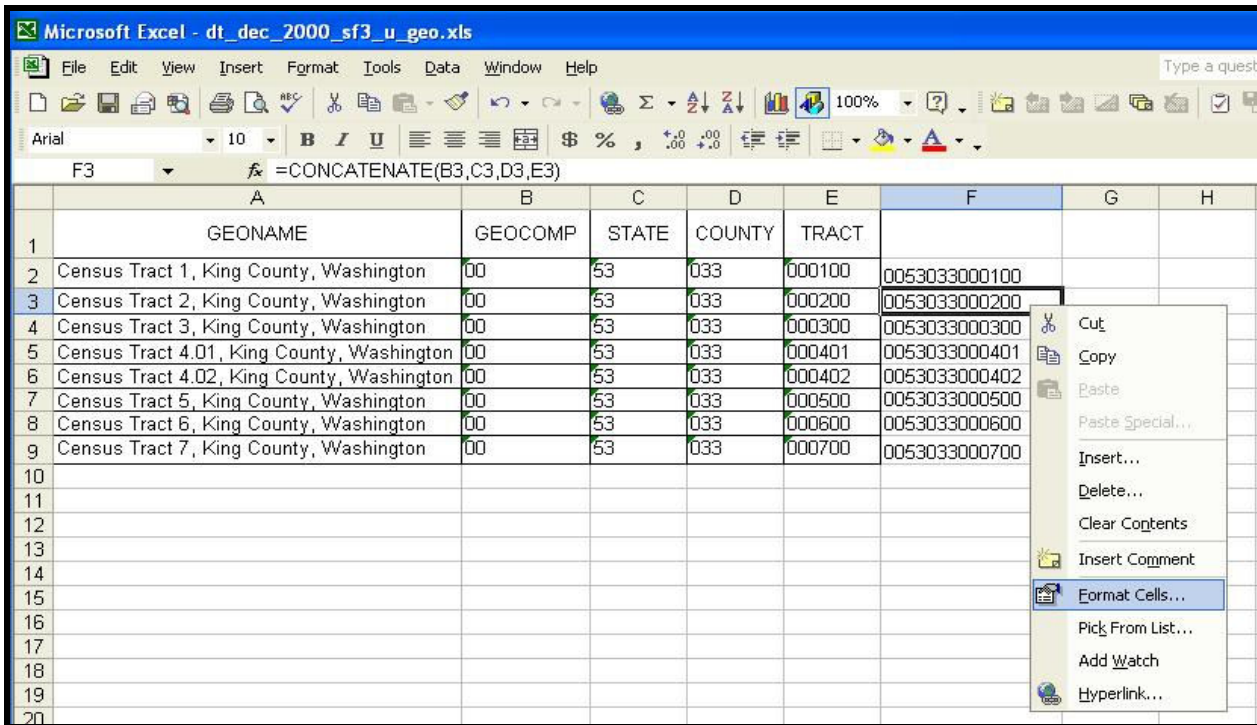 Microsoft Excel - dt_dec_2000_sf3_u_geo.xls
File Edit View Insert Format Tools Data Window Help Type a quest
100%
Arial 10 B I U $ % ,
F3 fx =CONCATENATE(B3,C3,D3,E3)
A B C D E F G H
1 GEONAME GEOCOMP STATE COUNTY TRACT
2 Census Tract 1, King County, Washington 00 53 033 000100 0053033000100
3 Census Tract 2, King County, Washington 00 53 033 000200 0053033000200
4 Census Tract 3, King County, Washington 00 53 033 000300 0053033000300
5 Census Tract 4.01, King County, Washington 00 53 033 000401 0053033000401
6 Census Tract 4.02, King County, Washington 00 53 033 000402 0053033000402
7 Census Tract 5, King County, Washington 00 53 033 000500 0053033000500
8 Census Tract 6, King County, Washington 00 53 033 000600 0053033000600
9 Census Tract 7, King County, Washington 00 53 033 000700 0053033000700
10
11
12
13
14
15
16
17
18
19
20
Cut
Copy
Paste
Paste Special...
Insert...
Delete...
Clear Contents
Insert Comment
Format Cells...
Pick From List...
Add Watch
Hyperlink...